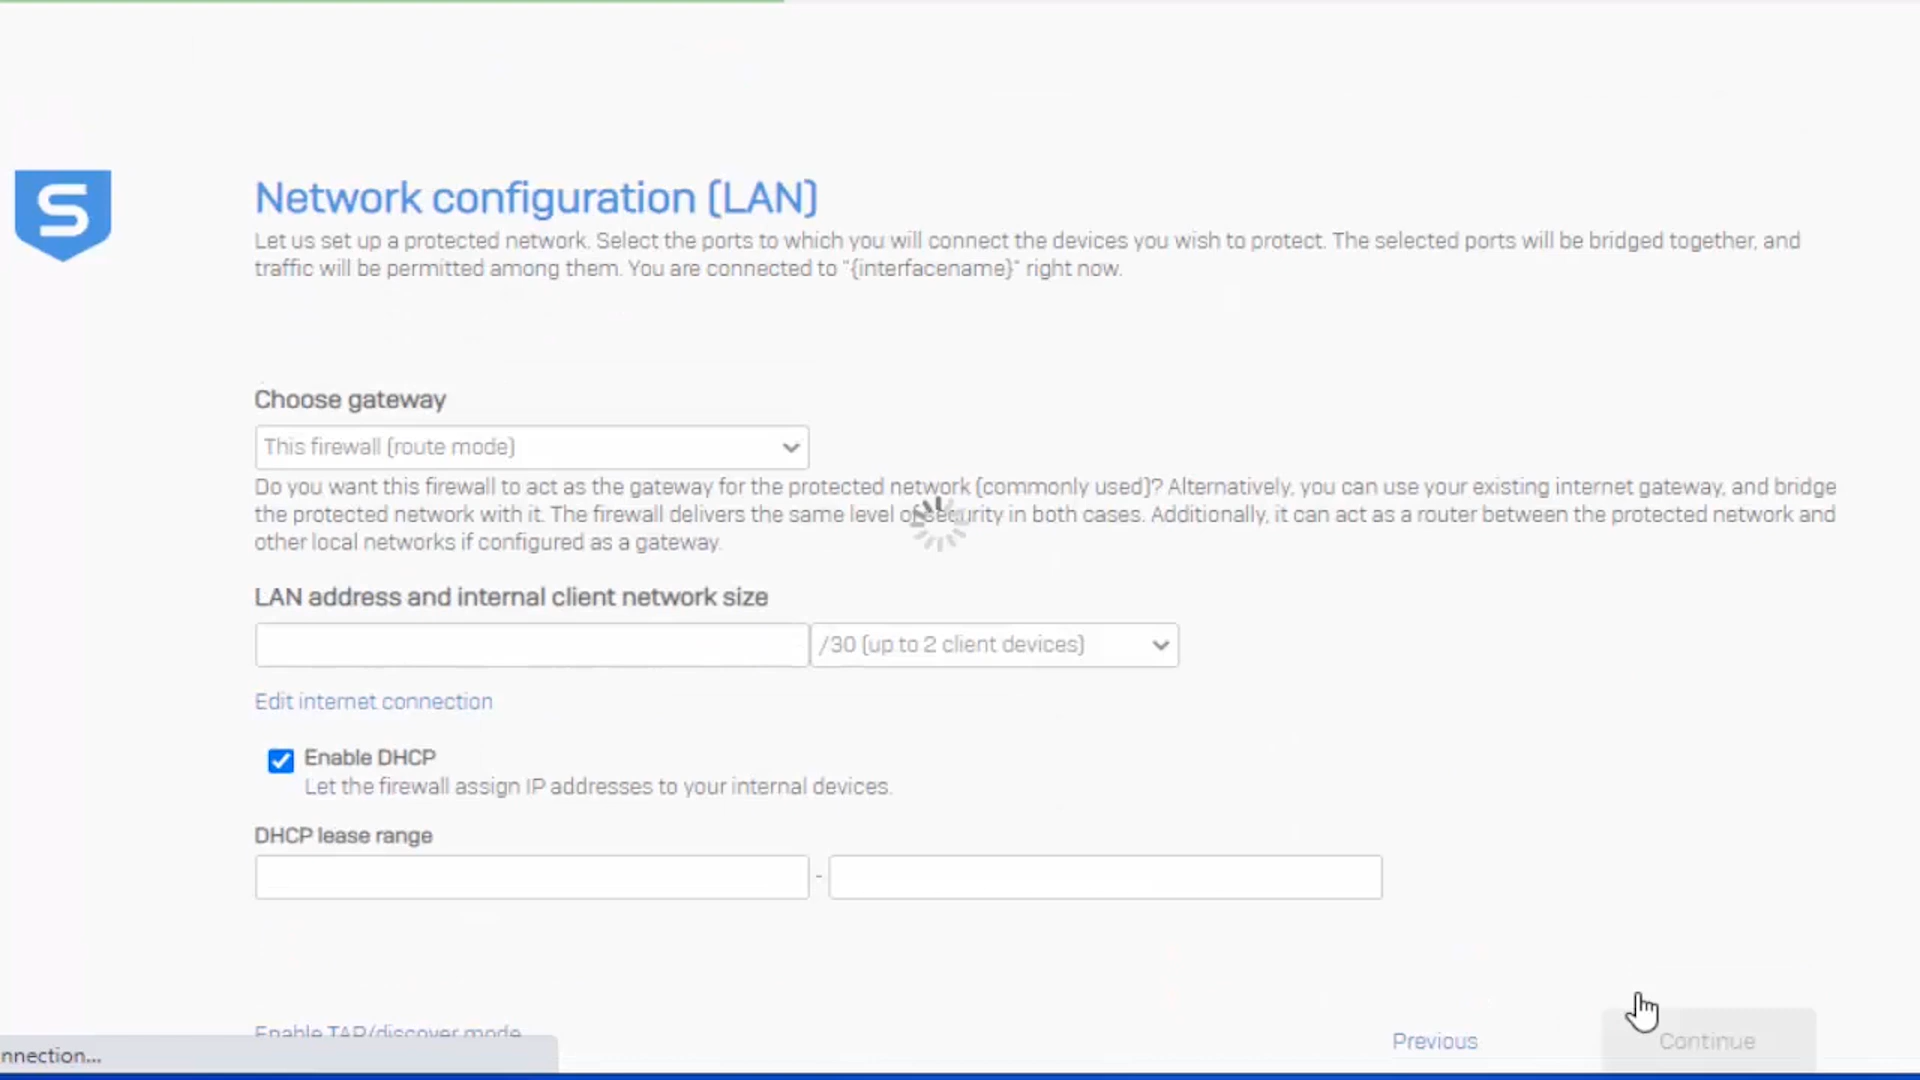 S
Network configuration (LAN)
Let us set up a protected network. Select the ports to which you will connect the devices you wish to protect. The selected ports will be bridged together, and
traffic will be permitted among them. You are connected to "{interfacename}" right now.
Choose gateway
This firewall (route mode)
Do you want this firewall to act as the gateway for the protected network (commonly used)? Alternatively, you can use your existing internet gateway, and bridge
the protected network with it. The firewall delivers the same level of security in both cases. Additionally, it can act as a router between the protected network and
other local networks if configured as a gateway.
LAN address and internal client network size
/30 (up to 2 client devices)
Edit internet connection
Enable DHCP
Let the firewall assign IP addresses to your internal devices.
DHCP lease range
-
Enable TAP/discover mode
Previous
Continue
nnection...